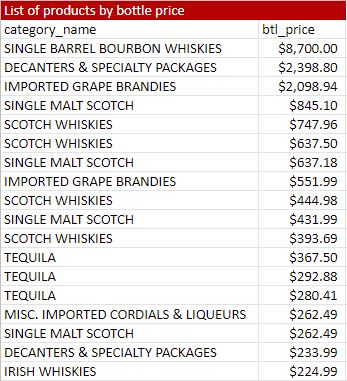 List of products by bottle price
category_name btl_price
SINGLE BARREL BOURBON WHISKIES $8,700.00
DECANTERS & SPECIALTY PACKAGES $2,398.80
IMPORTED GRAPE BRANDIES $2,098.94
SINGLE MALT SCOTCH $845.10
SCOTCH WHISKIES $747.96
SCOTCH WHISKIES $637.50
SINGLE MALT SCOTCH $637.18
IMPORTED GRAPE BRANDIES $551.99
SCOTCH WHISKIES $444.98
SINGLE MALT SCOTCH $431.99
SCOTCH WHISKIES $393.69
TEQUILA $367.50
TEQUILA $292.88
TEQUILA $280.41
MISC. IMPORTED CORDIALS & LIQUEURS $262.49
SINGLE MALT SCOTCH $262.49
DECANTERS & SPECIALTY PACKAGES $233.99
IRISH WHISKIES $224.99